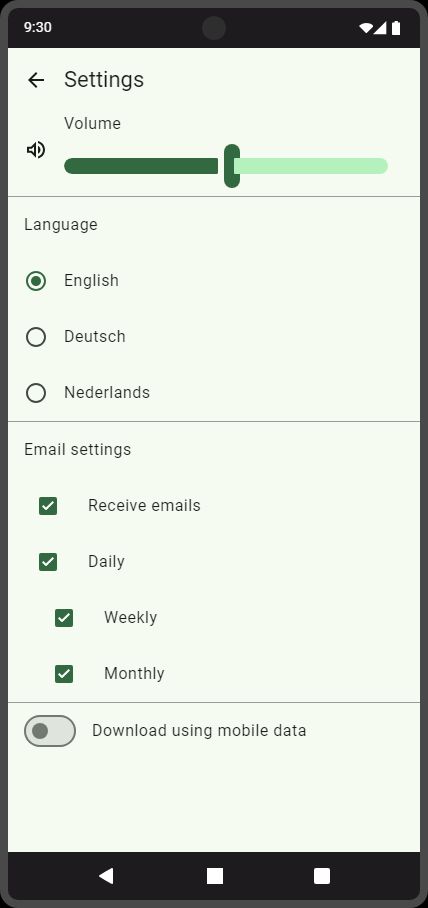 9:30
Settings
Volume
Language
English
Deutsch
Nederlands
Email settings
Receive emails
Daily
Weekly
Monthly
Download using mobile data